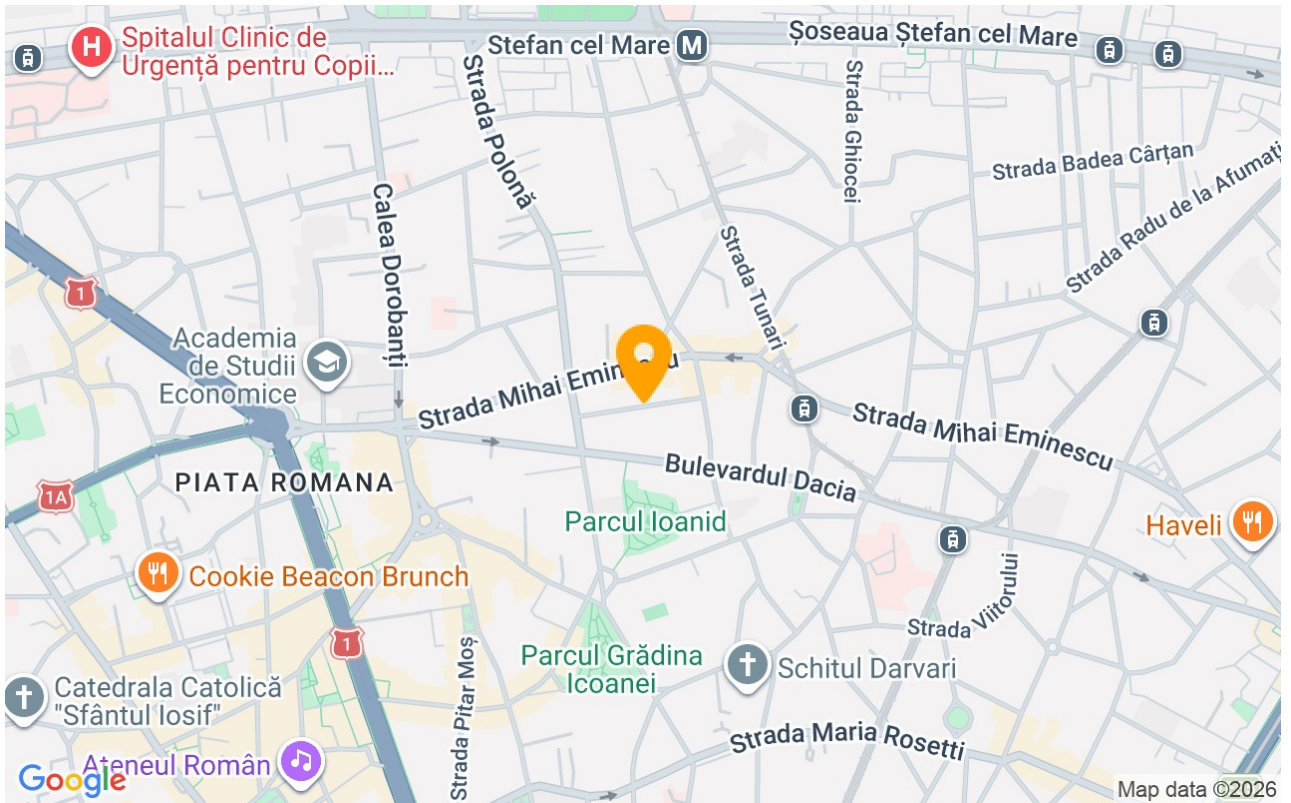 Spitalul Clinic de
Urgență pentru Copii...
Stefan cel Mare
M
Șoseaua Ștefan cel Mare
H
Strada Polonă
Strada Ghiocei
Strada Badea Cârțan
Strada Radu de la Afumați
Calea Dorobanți
Strada Tunari
1
Academia
de Studii
Economice
Strada Mihai Eminescu
Strada Mihai Eminescu
PIATA ROMANA
1A
Bulevardul Dacia
Parcul Ioanid
Haveli
Cookie Beacon Brunch
Strada Viitorului
1
Strada Pitar Moș
Parcul Grădina
Icoanei
Schitul Darvari
Catedrala Catolică
"Sfântul Iosif"
Strada Maria Rosetti
Ateneul Român
Google
Map data ©2026